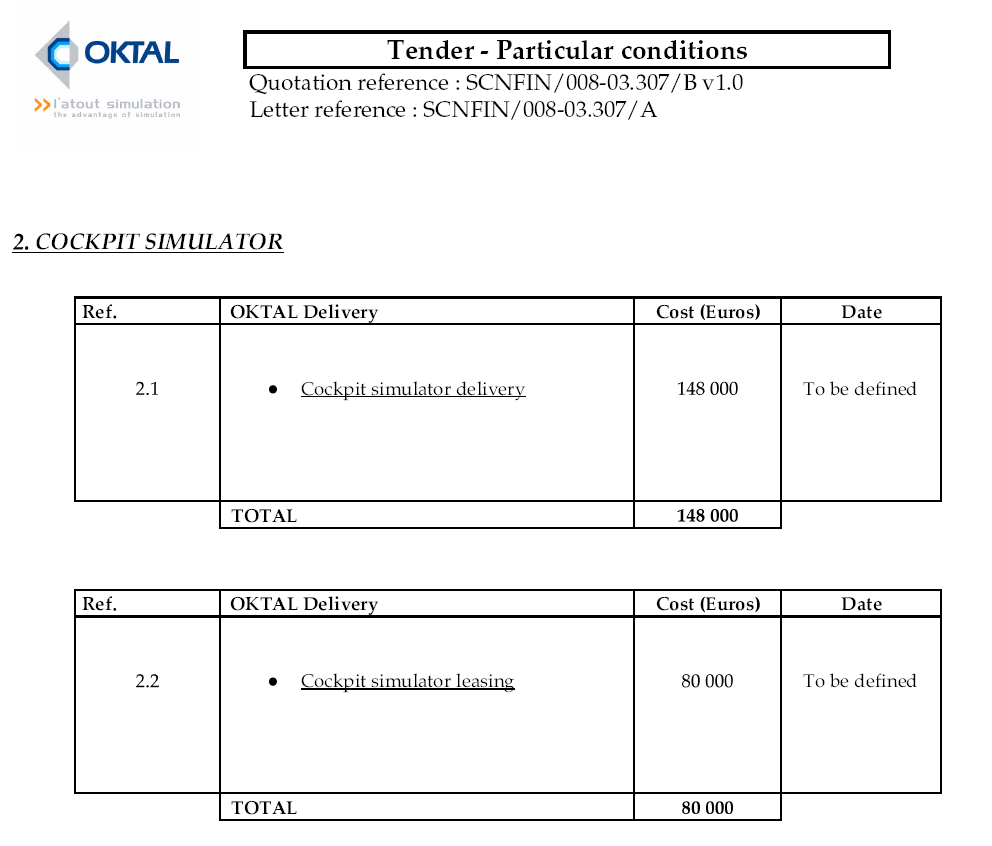 OKTAL
l'atout simulation
the advantage of simulation
Tender - Particular conditions
Quotation reference : SCNFIN/008-03.307/B v1.0
Letter reference : SCNFIN/008-03.307/A
2. COCKPIT SIMULATOR
Ref. OKTAL Delivery Cost (Euros) Date
2.1 ● Cockpit simulator delivery 148 000 To be defined
TOTAL 148 000
Ref. OKTAL Delivery Cost (Euros) Date
2.2 ● Cockpit simulator leasing 80 000 To be defined
TOTAL 80 000